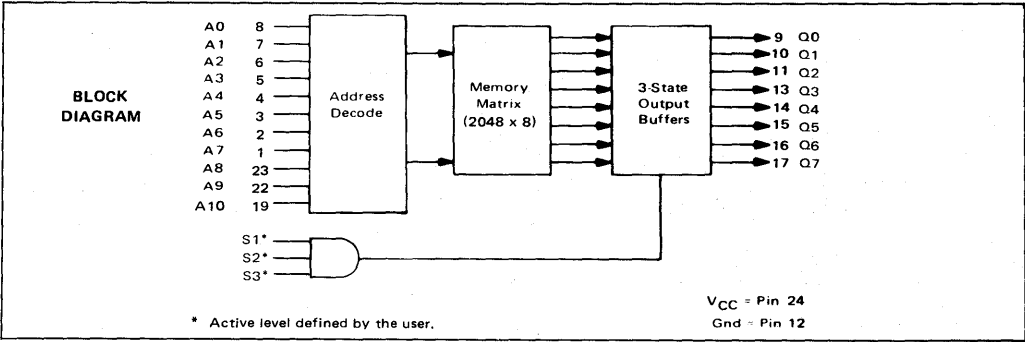 BLOCK
DIAGRAM
A0 8
A1 7
A2 6
A3 5
A4 4
A5 3
A6 2
A7 1
A8 23
A9 22
A10 19
Address
Decode
Memory
Matrix
(2048 x 8)
3-State
Output
Buffers
9 Q0
10 Q1
11 Q2
13 Q3
14 Q4
15 Q5
16 Q6
17 Q7
S1*
S2*
S3*
* Active level defined by the user.
VCC = Pin 24
Gnd = Pin 12